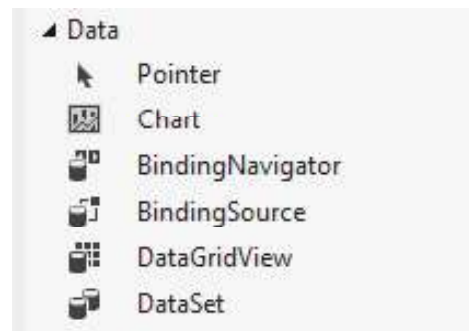 Data
Pointer
Chart
BindingNavigator
BindingSource
DataGridView
DataSet